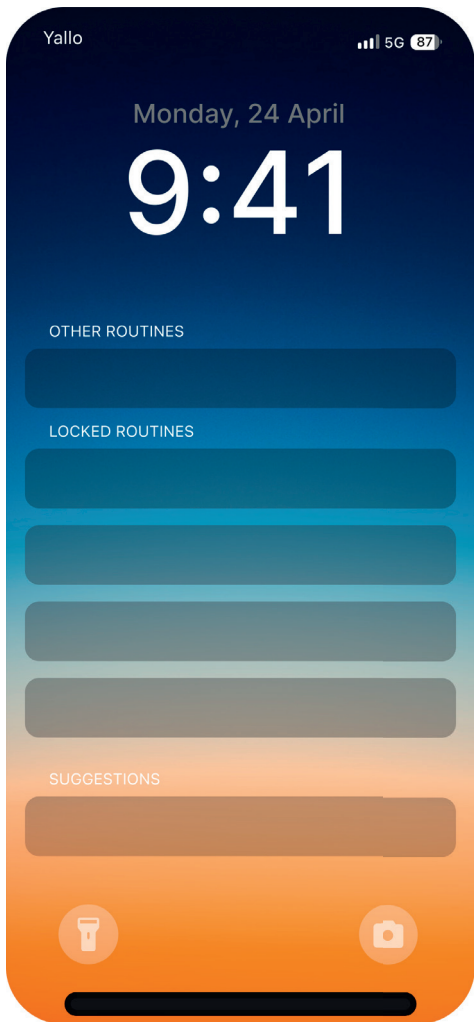 Yallo
5G 87
Monday, 24 April
9:41
OTHER ROUTINES
LOCKED ROUTINES
SUGGESTIONS